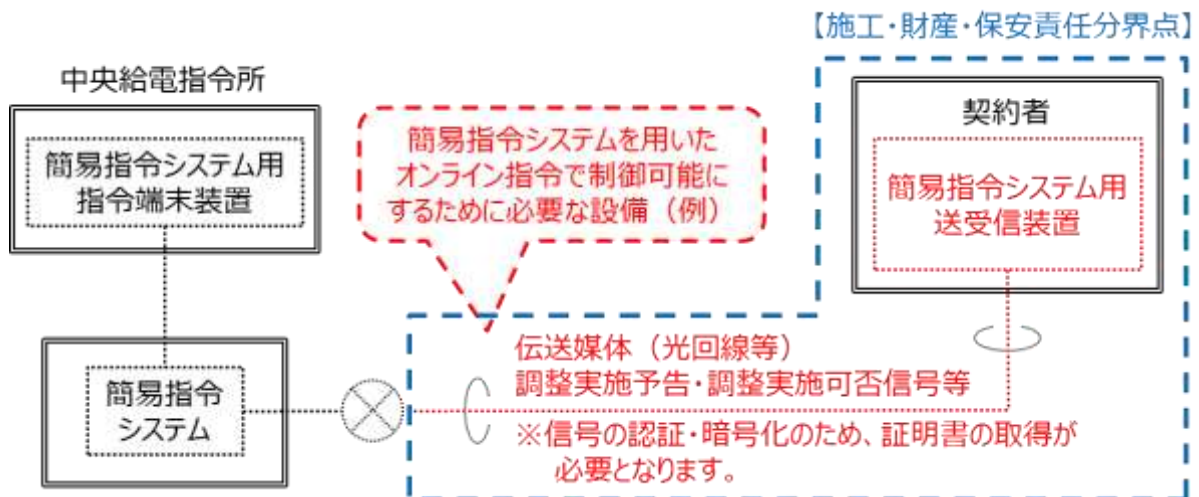 【施工・財産・保安責任分界点】
中央給電指令所
簡易指令システム用
指令端末装置
簡易指令システムを用いた
オンライン指令で制御可能に
するために必要な設備（例）
契約者
簡易指令システム用
送受信装置
簡易指令
システム
伝送媒体（光回線等）
調整実施予告・調整実施可否信号等
※信号の認証・暗号化のため、証明書の取得が
必要となります。